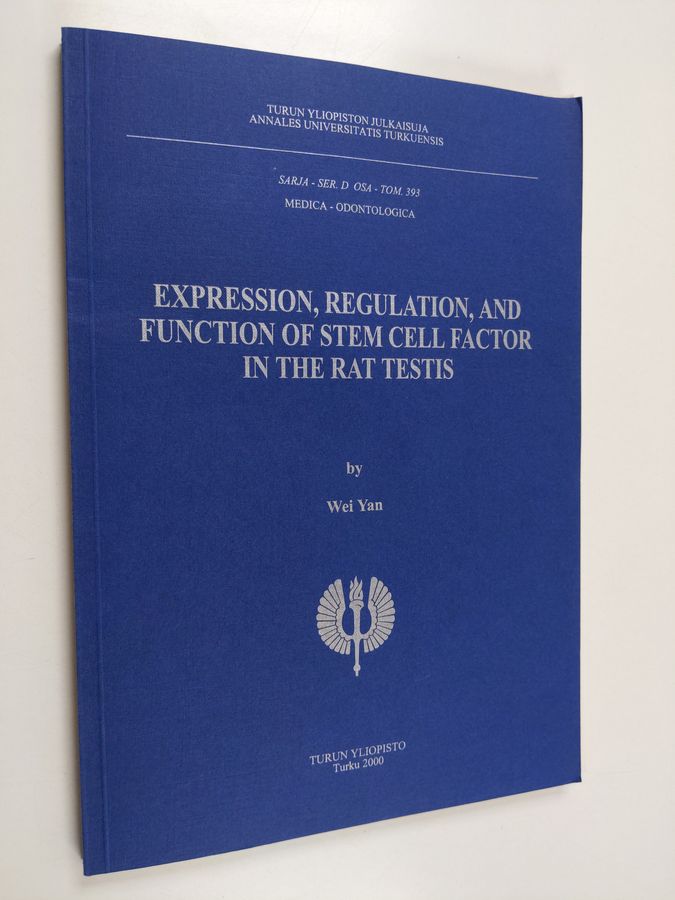 TURUN YLIOPISTON JULKAISUJA
ANNALES UNIVERSITATIS TURKUENSIS
SARJA - SER. D OSA - TOM. 393
MEDICA - ODONTOLOGICA
EXPRESSION, REGULATION, AND
FUNCTION OF STEM CELL FACTOR
IN THE RAT TESTIS
by
Wei Yan
TURUN YLIOPISTO
Turku 2000